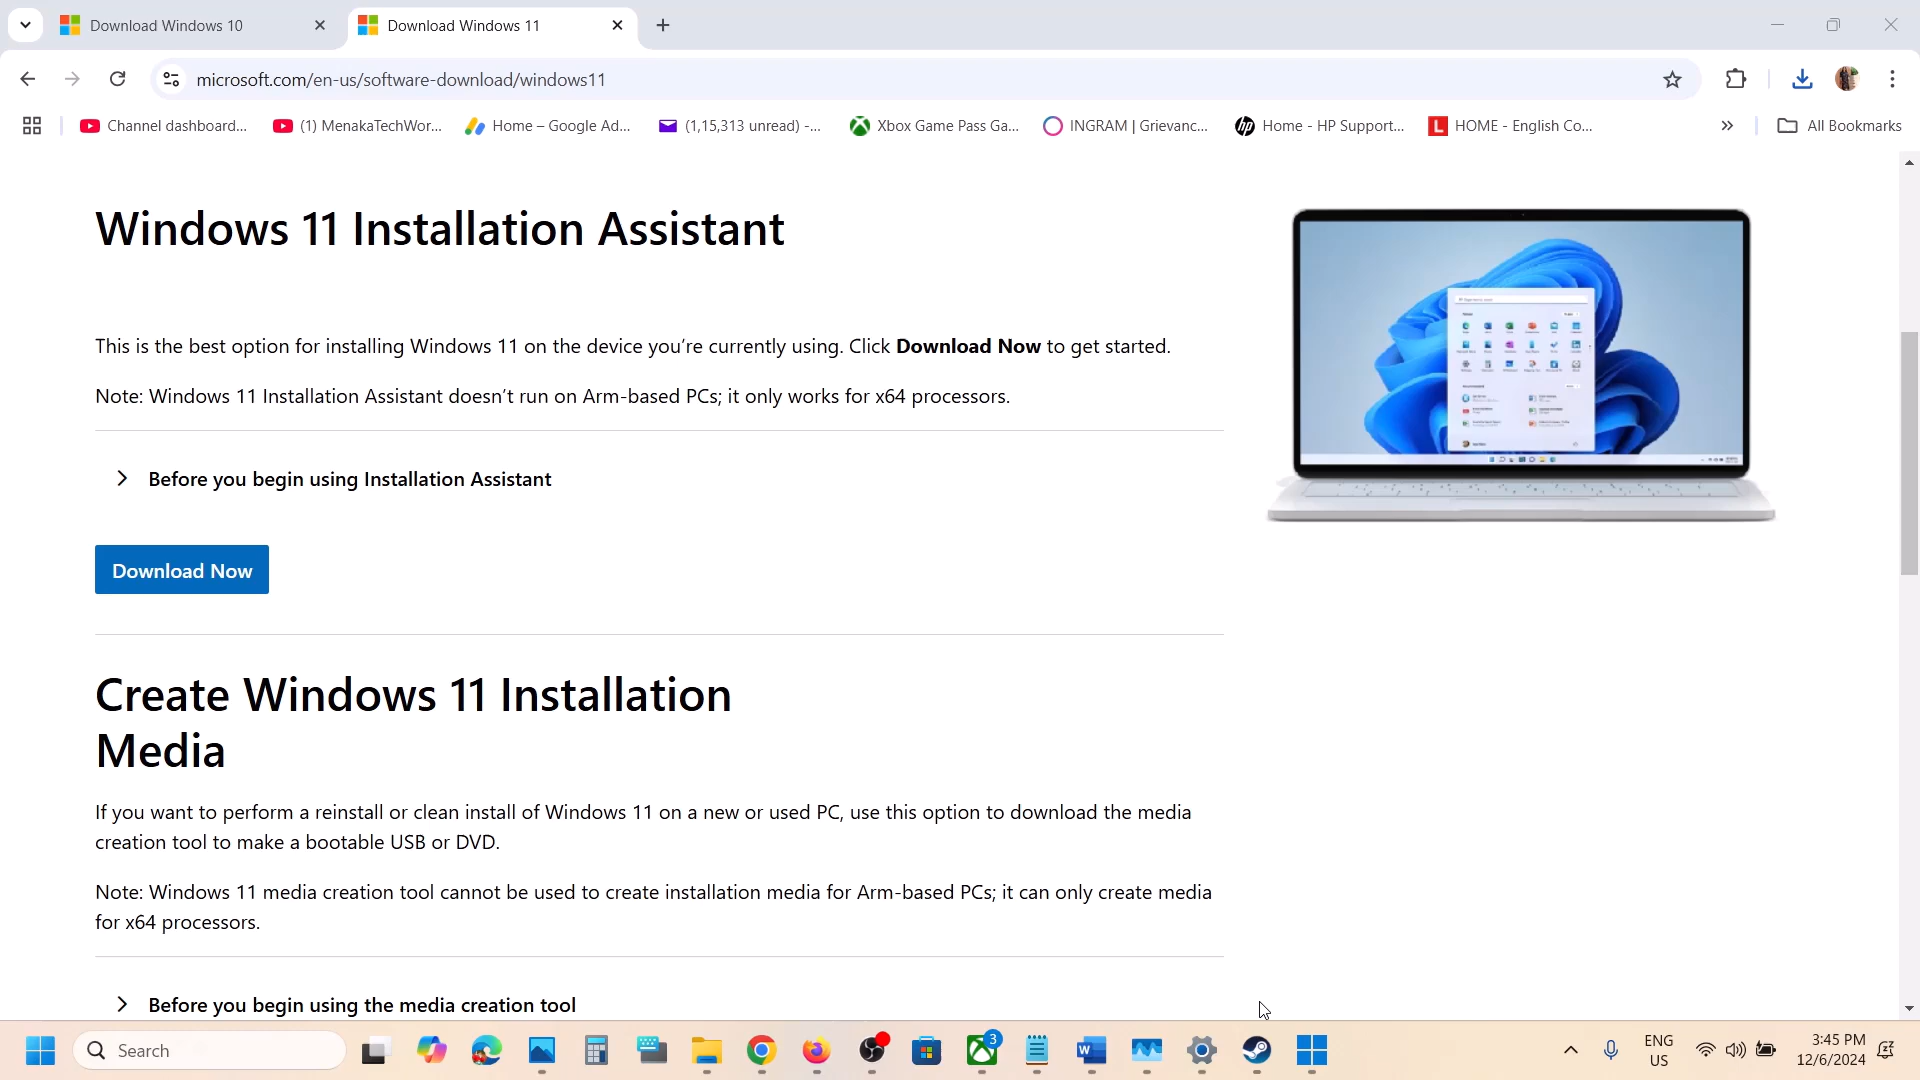 Download Windows 10
Download Windows 11
microsoft.com/en-us/software-download/windows11
Channel dashboard...
(1) MenakaTechWor...
Home – Google Ad...
(1,15,313 unread) -...
Xbox Game Pass Ga...
INGRAM | Grievanc...
hp
Home - HP Support...
L
HOME - English Co...
All Bookmarks
Windows 11 Installation Assistant
This is the best option for installing Windows 11 on the device you’re currently using. Click Download Now to get started.
Note: Windows 11 Installation Assistant doesn’t run on Arm-based PCs; it only works for x64 processors.
Before you begin using Installation Assistant
Download Now
Create Windows 11 Installation
Media
If you want to perform a reinstall or clean install of Windows 11 on a new or used PC, use this option to download the media
creation tool to make a bootable USB or DVD.
Note: Windows 11 media creation tool cannot be used to create installation media for Arm-based PCs; it can only create media
for x64 processors.
Before you begin using the media creation tool
Search
3
W
ENG
US
3:45 PM
12/6/2024